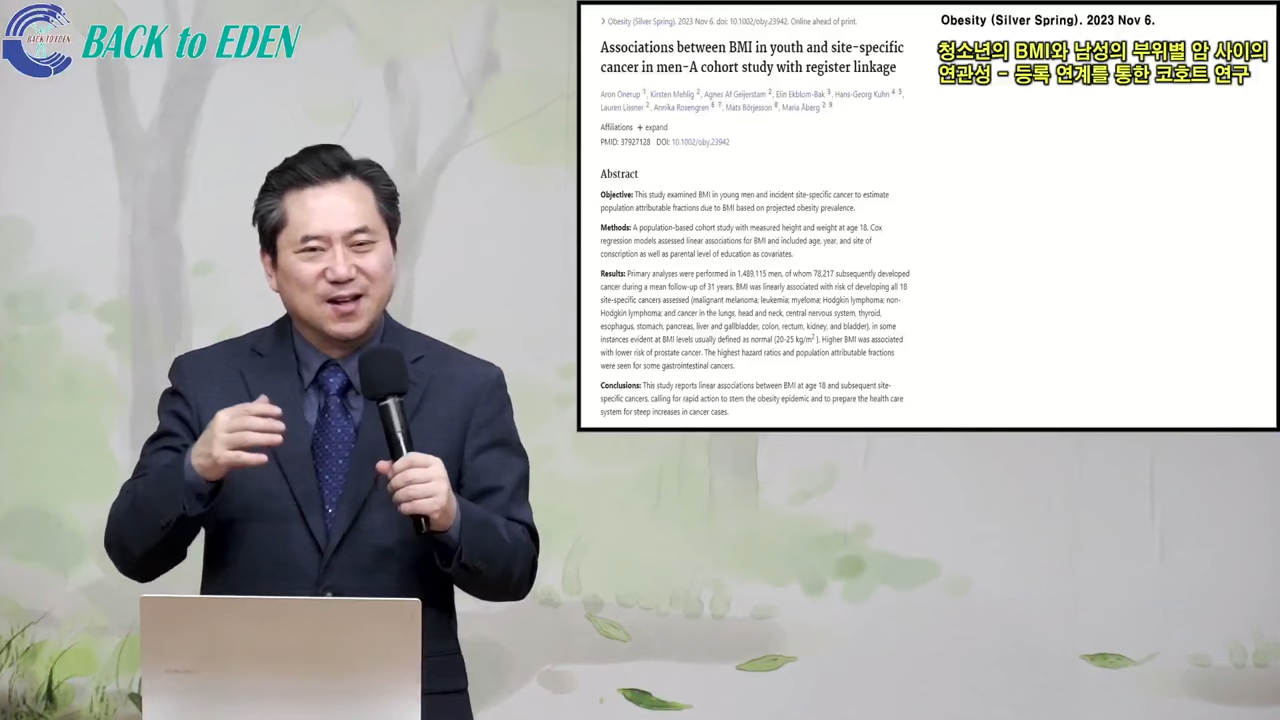 BACK TO EDEN
BACK to EDEN
Obesity (Silver Spring). 2023 Nov 6. doi: 10.1002/oby.23942. Online ahead of print.
Associations between BMI in youth and site-specific
cancer in men-A cohort study with register linkage
Aron Onerup 1, Kirsten Mehlig 2, Agnes Af Geijerstam 2, Elin Ekblom-Bak 3, Hans-Georg Kuhn 4 5,
Lauren Lissner 2, Annika Rosengren 6 7, Mats Börjesson 8, Maria Åberg 2 9
Affiliations + expand
PMID: 37927128 DOI: 10.1002/oby.23942
Abstract
Objective: This study examined BMI in young men and incident site-specific cancer to estimate
population attributable fractions due to BMI based on projected obesity prevalence.
Methods: A population-based cohort study with measured height and weight at age 18. Cox
regression models assessed linear associations for BMI and included age, year, and site of
conscription as well as parental level of education as covariates.
Results: Primary analyses were performed in 1,489,115 men, of whom 78,217 subsequently developed
cancer during a mean follow-up of 31 years. BMI was linearly associated with risk of developing all 18
site-specific cancers assessed (malignant melanoma; leukemia; myeloma; Hodgkin lymphoma; non-
Hodgkin lymphoma; and cancer in the lungs, head and neck, central nervous system, thyroid,
esophagus, stomach, pancreas, liver and gallbladder, colon, rectum, kidney, and bladder), in some
instances evident at BMI levels usually defined as normal (20-25 kg/m2). Higher BMI was associated
with lower risk of prostate cancer. The highest hazard ratios and population attributable fractions
were seen for some gastrointestinal cancers.
Conclusions: This study reports linear associations between BMI at age 18 and subsequent site-
specific cancers, calling for rapid action to stem the obesity epidemic and to prepare the health care
system for steep increases in cancer cases.
Obesity (Silver Spring). 2023 Nov 6.
청소년의 BMI와 남성의 부위별 암 사이의
연관성 - 등록 연계를 통한 코호트 연구